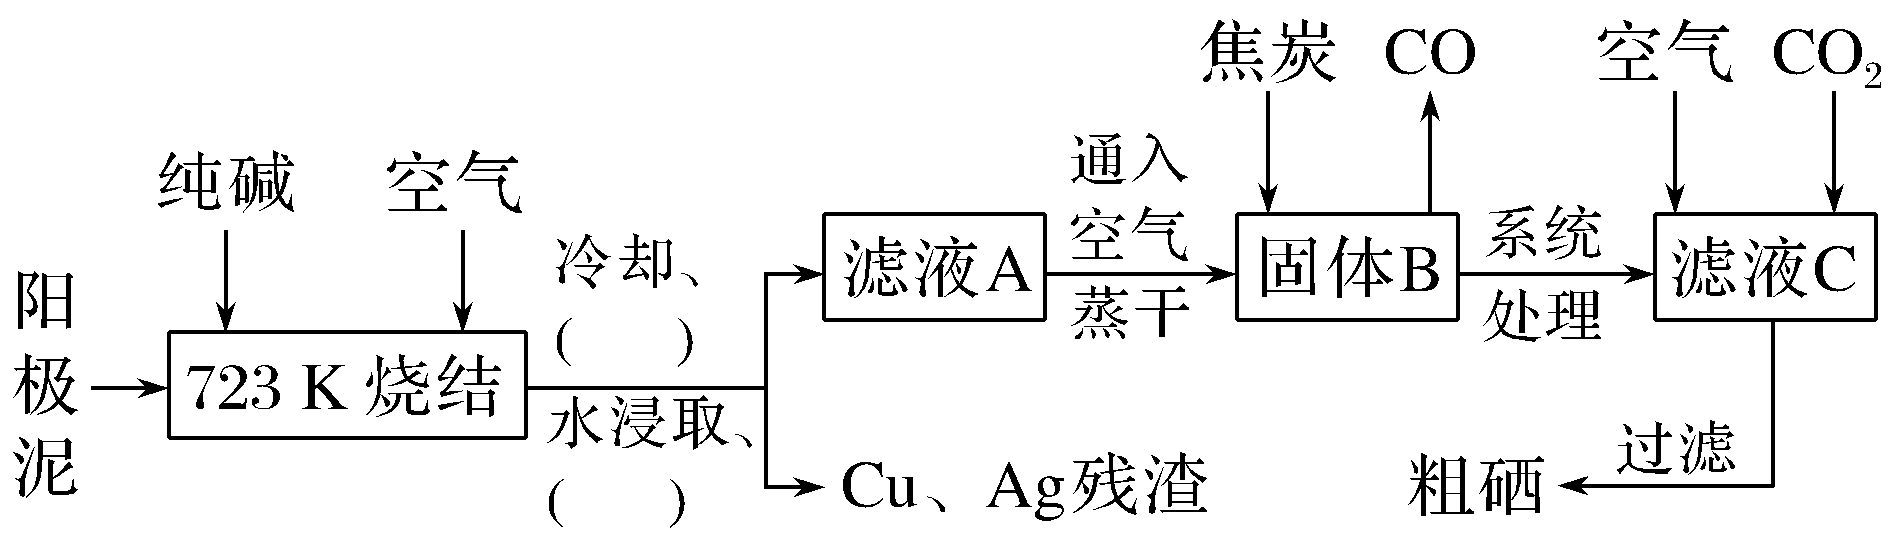 焦炭 CO 空气 CO₂
纯碱 空气
通入
空气
蒸干
冷却、
(  )
水浸取、
(  )
滤液A
固体B
系统
处理
滤液C
阳
极
泥
723 K 烧结
Cu、Ag残渣
粗硒
过滤